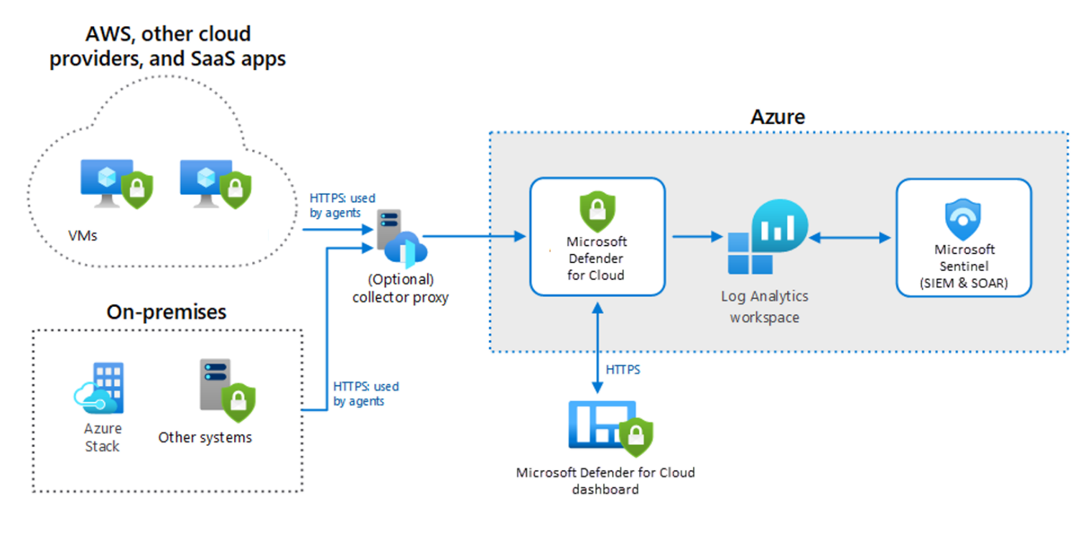 AWS, other cloud
providers, and SaaS apps
VMs
HTTPS: used
by agents
(Optional)
collector proxy
On-premises
Azure
Stack
Other systems
HTTPS: used
by agents
Azure
Microsoft
Defender
for Cloud
Log Analytics
workspace
Microsoft
Sentinel
(SIEM & SOAR)
HTTPS
Microsoft Defender for Cloud
dashboard